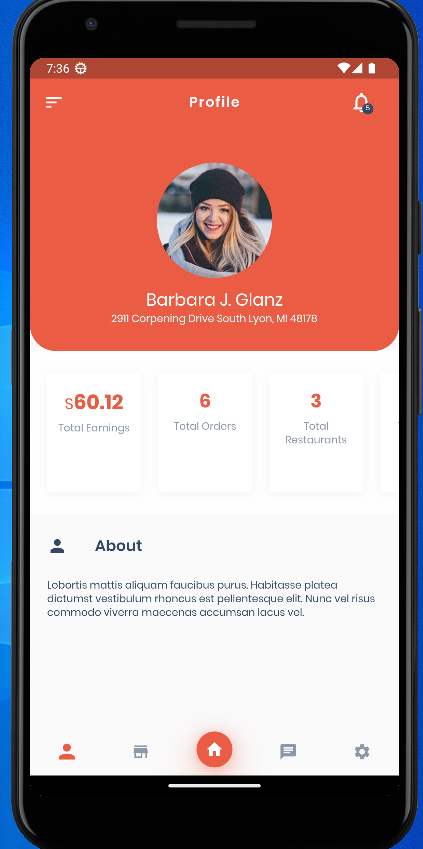 7:36
Profile
5
Barbara J. Glanz
2911 Corpening Drive South Lyon, MI 48178
$60.12
Total Earnings
6
Total Orders
3
Total
Restaurants
About
Lobortis mattis aliquam faucibus purus. Habitasse platea
dictumst vestibulum rhoncus est pellentesque elit. Nunc vel risus
commodo viverra maecenas accumsan lacus vel.